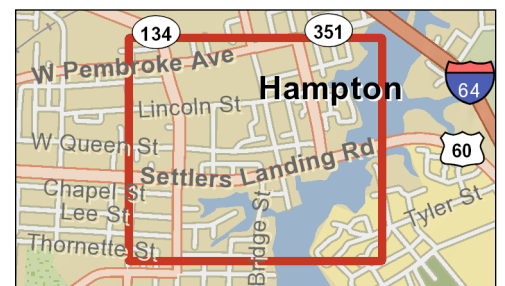 134
351
W Pembroke Ave
Hampton
64
Lincoln St
W Queen St
60
Settlers Landing Rd
Chapel St
Lee St
Tyler St
Thornette St
Bridge St